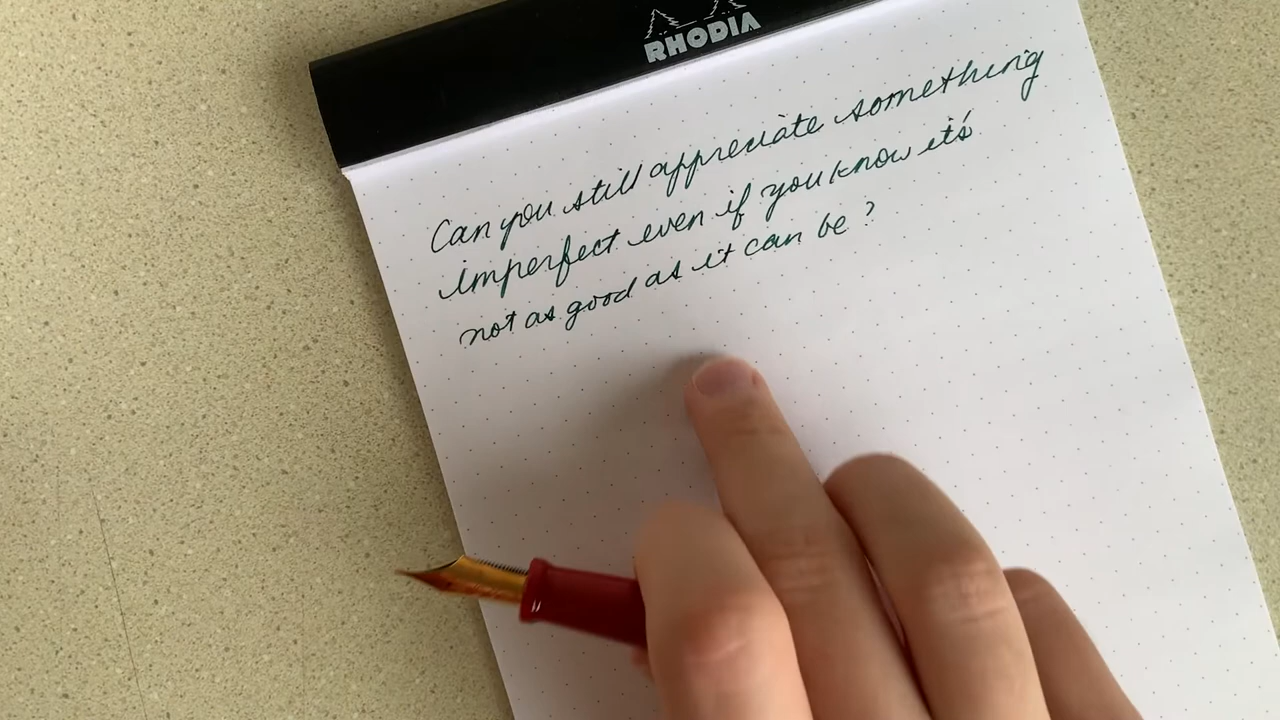 RHODIA
Can you still appreciate something
imperfect even if you know it's
not as good as it can be?